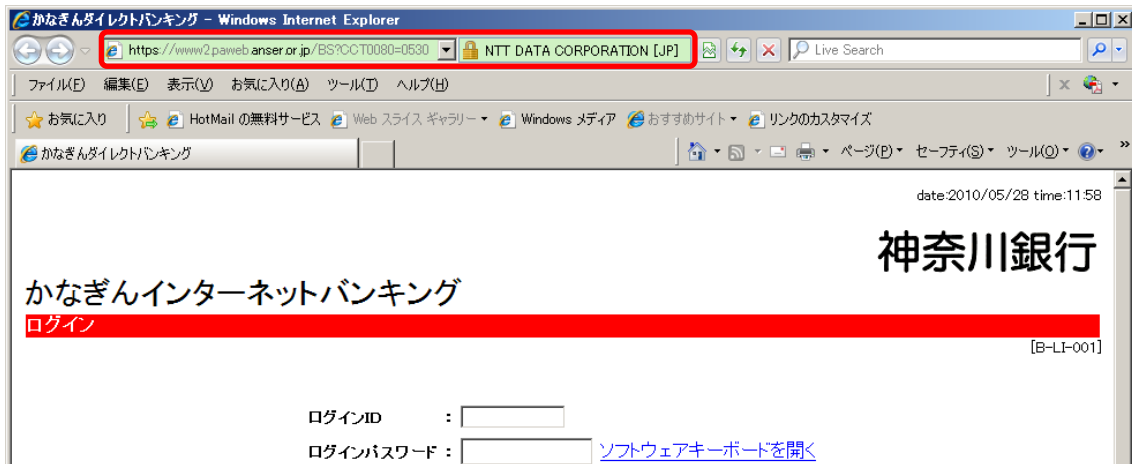 かなぎんダイレクトバンキング - Windows Internet Explorer
https://www2.paweb.anser.or.jp/BS?CCT0080=0530 NTT DATA CORPORATION [JP] Live Search
ファイル(F) 編集(E) 表示(V) お気に入り(A) ツール(T) ヘルプ(H)
お気に入り HotMail の無料サービス Web スライス ギャラリー Windows メディア おすすめサイト リンクのカスタマイズ
かなぎんダイレクトバンキング ページ(P) セーフティ(S) ツール(O)
date:2010/05/28 time:11:58
神奈川銀行
かなぎんインターネットバンキング
ログイン
[B-LI-001]
ログインID :
ログインパスワード : ソフトウェアキーボードを開く